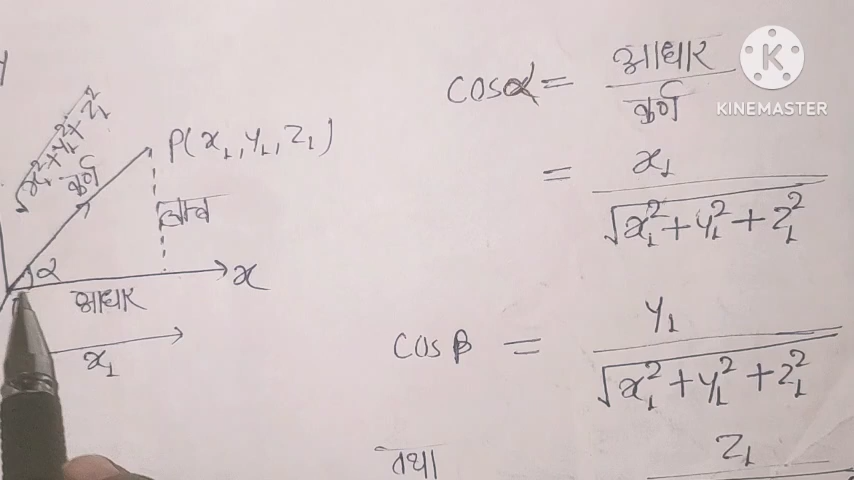 y
√x₁²+y₁²+z₁²
कर्ण
P(x₁, y₁, z₁)
लम्ब
α
x
आधार
x₁
cosα = आधार / कर्ण
= x₁ / √x₁²+y₁²+z₁²
cosβ = y₁ / √x₁²+y₁²+z₁²
तथा
z₁
K
KINEMASTER